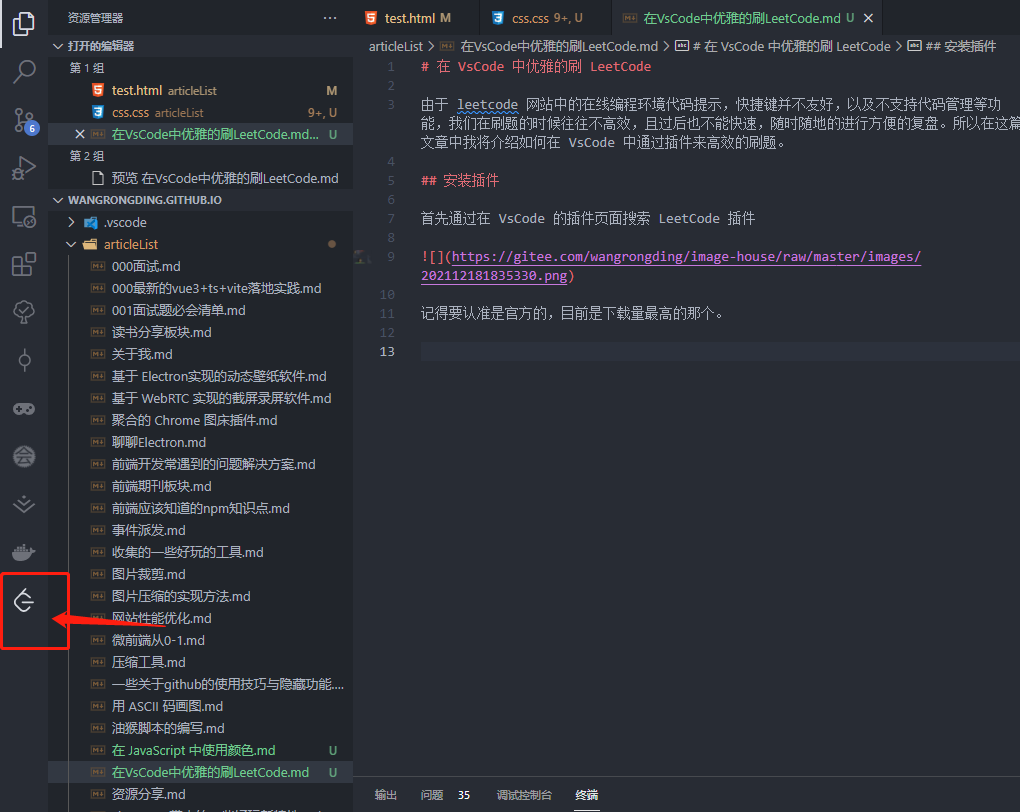 资源管理器 ···
打开的编辑器
第 1 组
test.html articleList M
css.css articleList 9+, U
在VsCode中优雅的刷LeetCode.md... U
第 2 组
预览 在VsCode中优雅的刷LeetCode.md
WANGRONGDING.GITHUB.IO
.vscode
articleList
000面试.md
000最新的vue3+ts+vite落地实践.md
001面试题必会清单.md
读书分享板块.md
关于我.md
基于 Electron实现的动态壁纸软件.md
基于 WebRTC 实现的截屏录屏软件.md
聚合的 Chrome 图床插件.md
聊聊Electron.md
前端开发常遇到的问题解决方案.md
前端期刊板块.md
前端应该知道的npm知识点.md
事件派发.md
收集的一些好玩的工具.md
图片裁剪.md
图片压缩的实现方法.md
网站性能优化.md
微前端从0-1.md
压缩工具.md
一些关于github的使用技巧与隐藏功能....
用 ASCII 码画图.md
油猴脚本的编写.md
在 JavaScript 中使用颜色.md U
在VsCode中优雅的刷LeetCode.md U
资源分享.md
6
会
test.html M
css.css 9+, U
在VsCode中优雅的刷LeetCode.md U
articleList > 在VsCode中优雅的刷LeetCode.md > # 在 VsCode 中优雅的刷 LeetCode > ## 安装插件
1 # 在 VsCode 中优雅的刷 LeetCode
2
3 由于 leetcode 网站中的在线编程环境代码提示，快捷键并不友好，以及不支持代码管理等功
能，我们在刷题的时候往往不高效，且过后也不能快速，随时随地的进行方便的复盘。所以在这篇
文章中我将介绍如何在 VsCode 中通过插件来高效的刷题。
4
5 ## 安装插件
6
7 首先通过在 VsCode 的插件页面搜索 LeetCode 插件
8
9 ![](https://gitee.com/wangrongding/image-house/raw/master/images/
202112181835330.png)
10
11 记得要认准是官方的，目前是下载量最高的那个。
12
13
输出 问题 35 调试控制台 终端